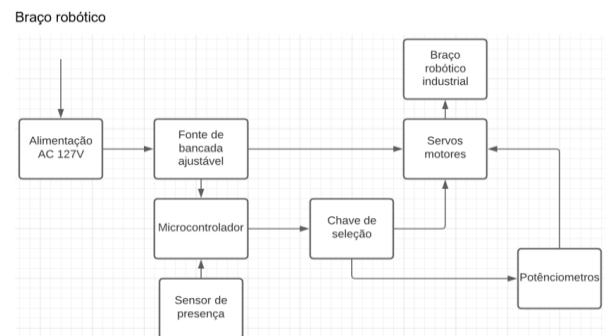 Braço robótico
Braço
robótico
industrial
Alimentação
AC 127V
Fonte de
bancada
ajustável
Servos
motores
Microcontrolador
Chave de
seleção
Potênciometros
Sensor de
presença